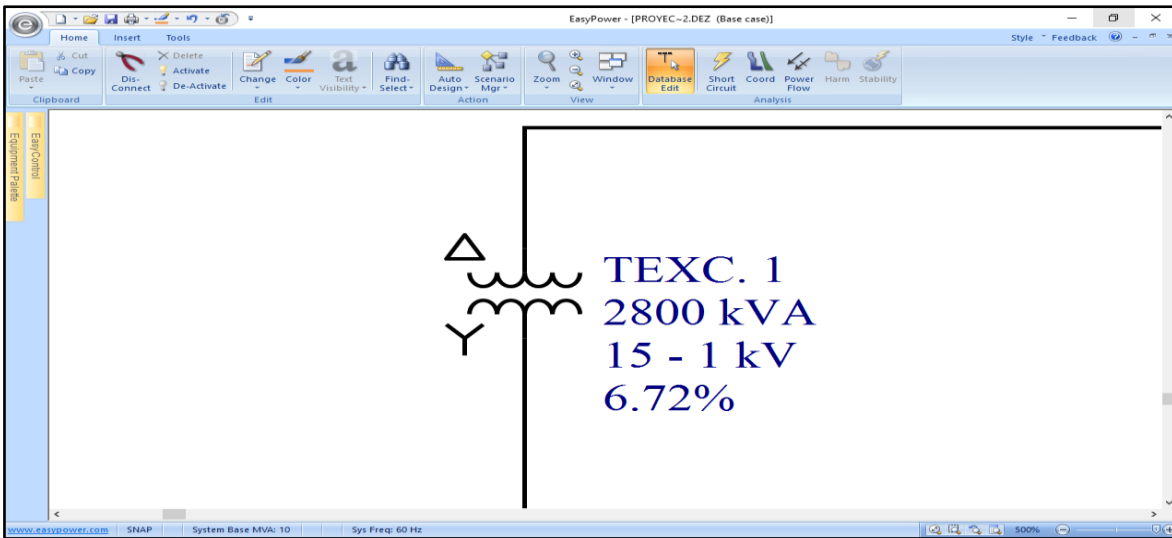 EasyPower - [PROYEC~2.DEZ (Base case)]
Home Insert Tools
Style Feedback
Paste
Cut
Copy
Clipboard
Dis-Connect
Delete
Activate
De-Activate
Change
Color
Text Visibility
Find-Select
Edit
Auto Design
Scenario Mgr
Action
Zoom
Window
View
Database Edit
Short Circuit
Coord
Power Flow
Harm
Stability
Analysis
EasyControl
Equipment Palette
TEXC. 1
2800 kVA
15 - 1 kV
6.72%
www.easypower.com SNAP System Base MVA: 10 Sys Freq: 60 Hz 500%